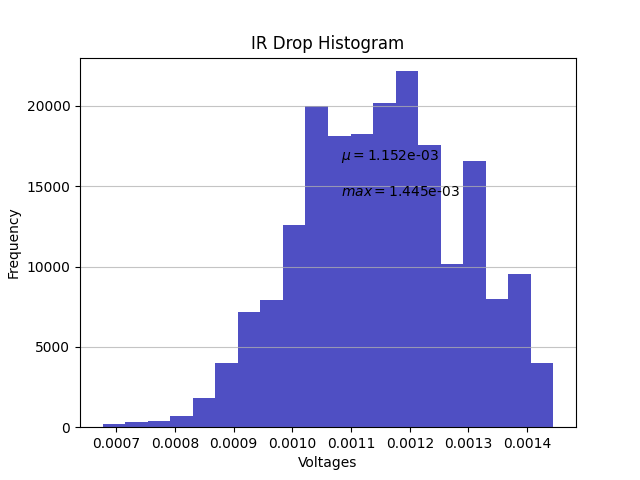 IR Drop Histogram
20000
15000
10000
5000
0
Frequency
μ = 1.152e-03
max = 1.445e-03
0.0007 0.0008 0.0009 0.0010 0.0011 0.0012 0.0013 0.0014
Voltages